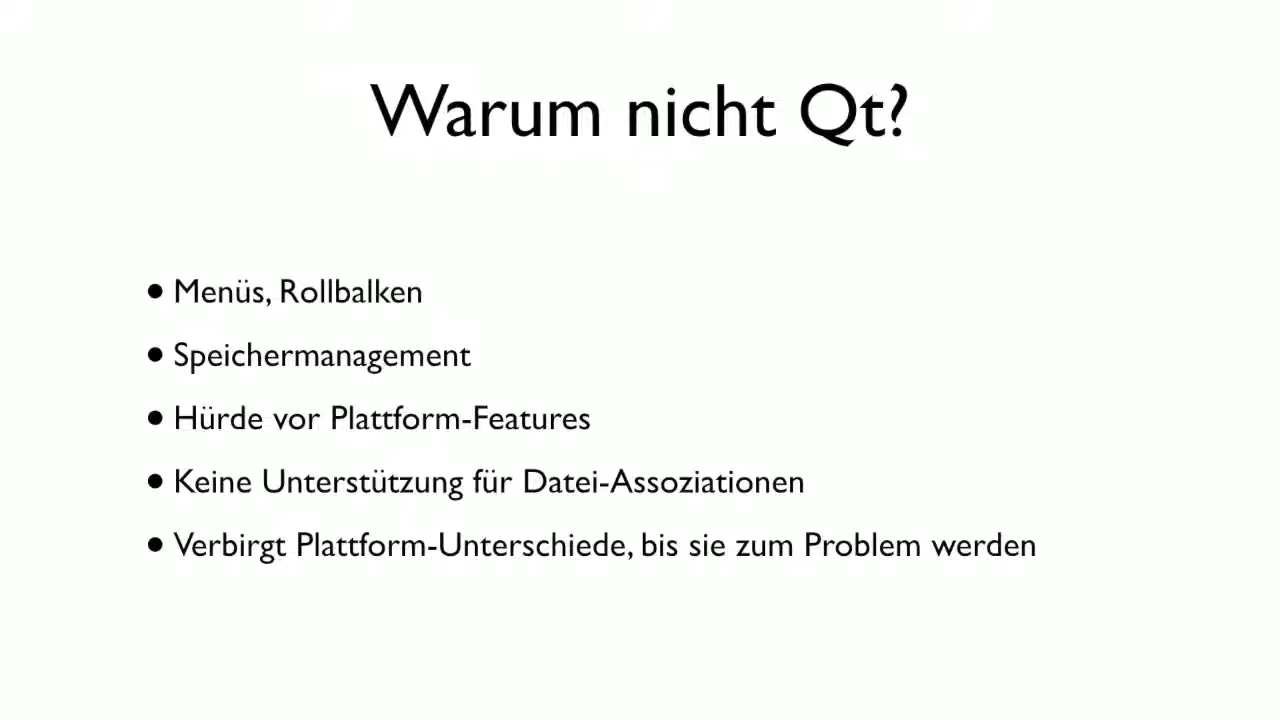 Warum nicht Qt?
• Menüs, Rollbalken
• Speichermanagement
• Hürde vor Plattform-Features
• Keine Unterstützung für Datei-Assoziationen
• Verbirgt Plattform-Unterschiede, bis sie zum Problem werden